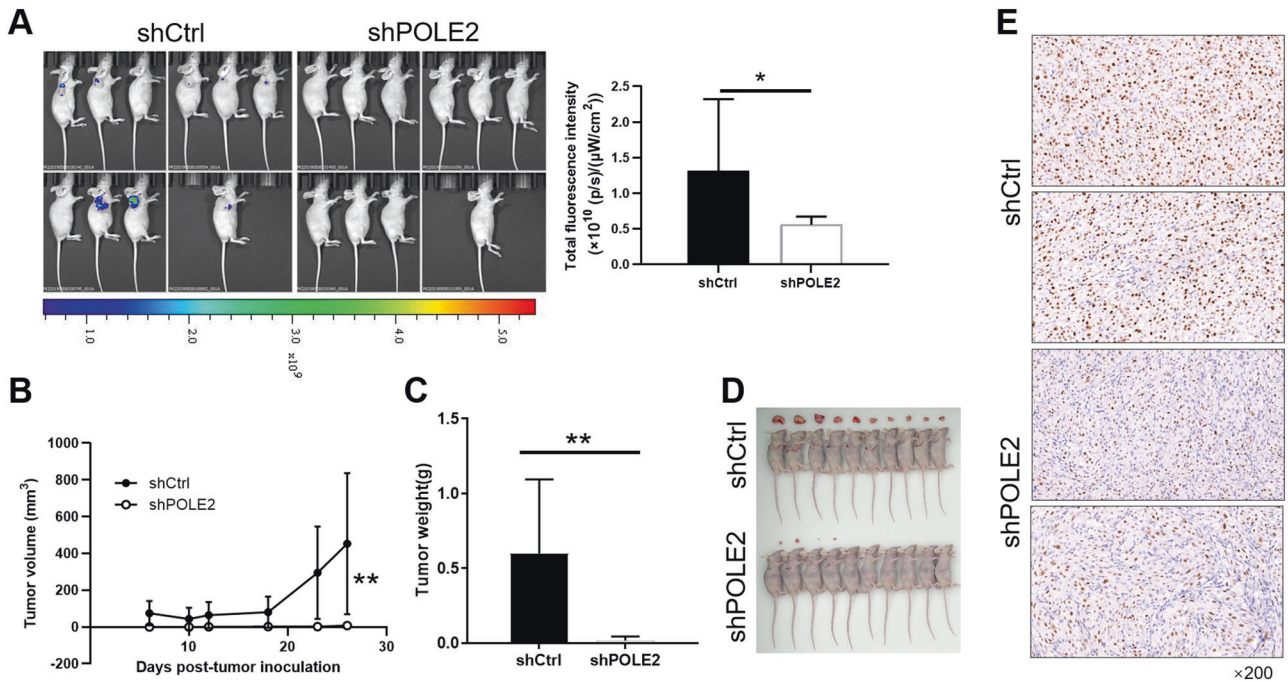 A
shCtrl
shPOLE2
1.0
2.0
3.0
4.0
5.0
×10⁹
Total fluorescence intensity
(×10¹⁰ (p/s)/(μW/cm²))
2.5
2.0
1.5
1.0
0.5
0.0
*
shCtrl
shPOLE2
B
Tumor volume (mm³)
1000
800
600
400
200
0
-200
shCtrl
shPOLE2
**
10
20
30
Days post-tumor inoculation
C
Tumor weight(g)
1.5
1.0
0.5
0.0
**
shCtrl
shPOLE2
D
shCtrl
shPOLE2
E
shCtrl
shPOLE2
×200